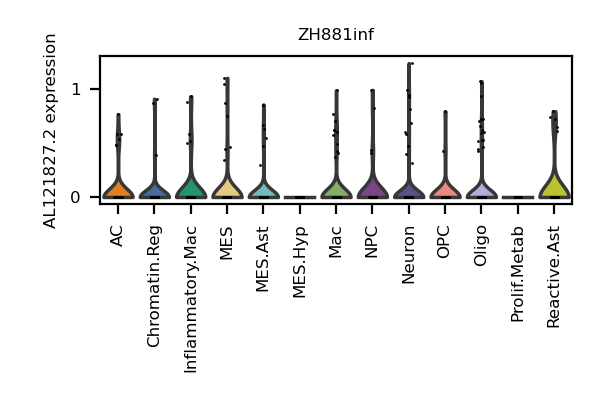 ZH881inf
AL121827.2 expression
1
0
AC
Chromatin.Reg
Inflammatory.Mac
MES
MES.Ast
MES.Hyp
Mac
NPC
Neuron
OPC
Oligo
Prolif.Metab
Reactive.Ast